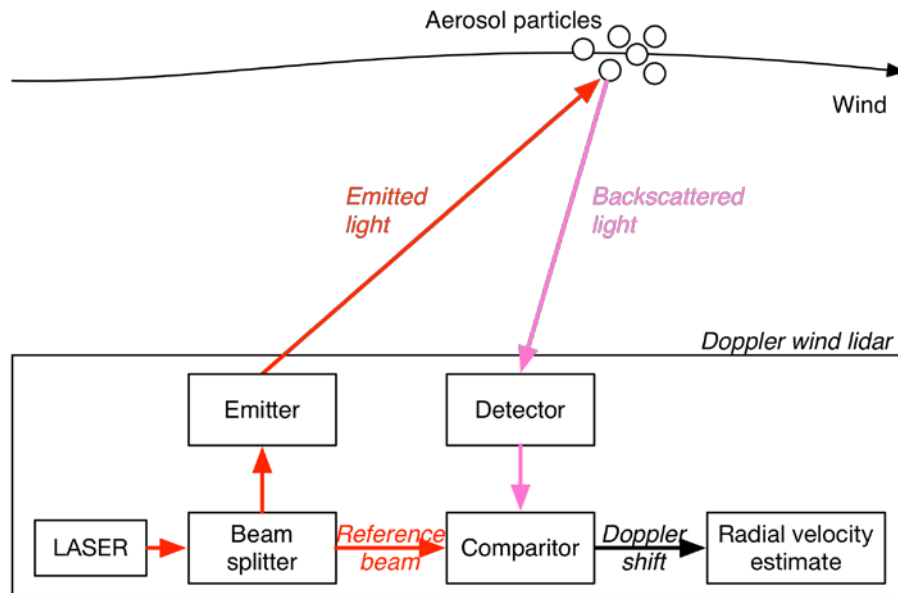 Aerosol particles
Wind
Emitted
light
Backscattered
light
Doppler wind lidar
Emitter
Detector
LASER
Beam
splitter
Reference
beam
Comparitor
Doppler
shift
Radial velocity
estimate